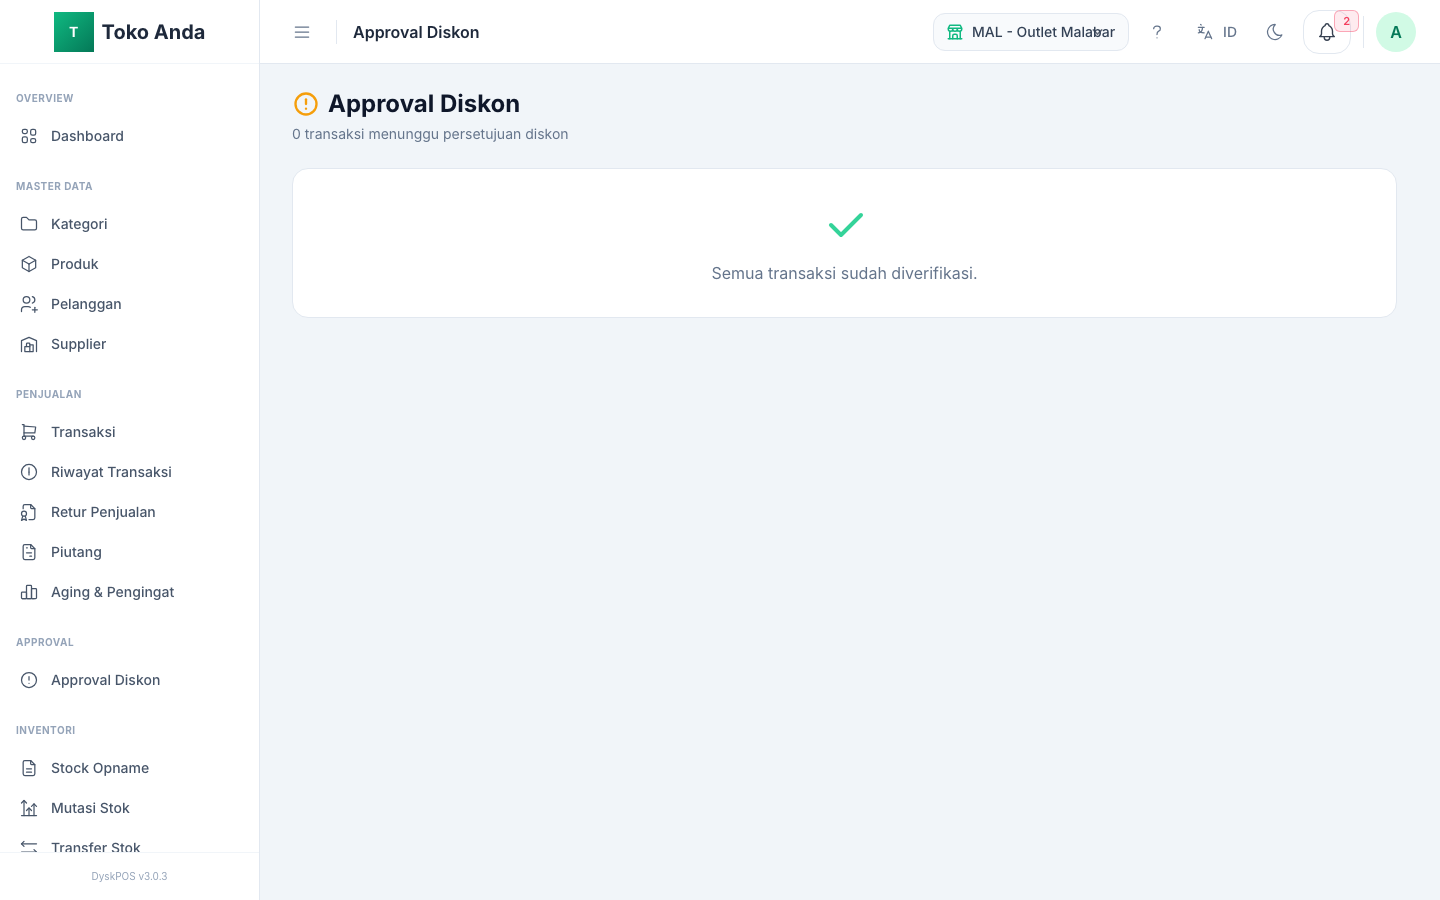 T Toko Anda
Approval Diskon
MAL - Outlet Malabar
?
ID
2
A
OVERVIEW
Dashboard
MASTER DATA
Kategori
Produk
Pelanggan
Supplier
PENJUALAN
Transaksi
Riwayat Transaksi
Retur Penjualan
Piutang
Aging & Pengingat
APPROVAL
Approval Diskon
INVENTORI
Stock Opname
Mutasi Stok
Transfer Stok
DyskPOS v3.0.3
Approval Diskon
0 transaksi menunggu persetujuan diskon
Semua transaksi sudah diverifikasi.